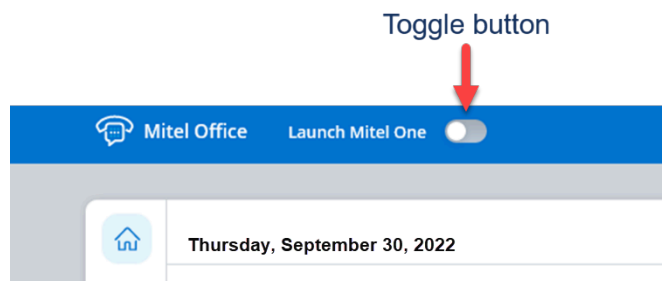 Toggle button
Mitel Office Launch Mitel One
Thursday, September 30, 2022